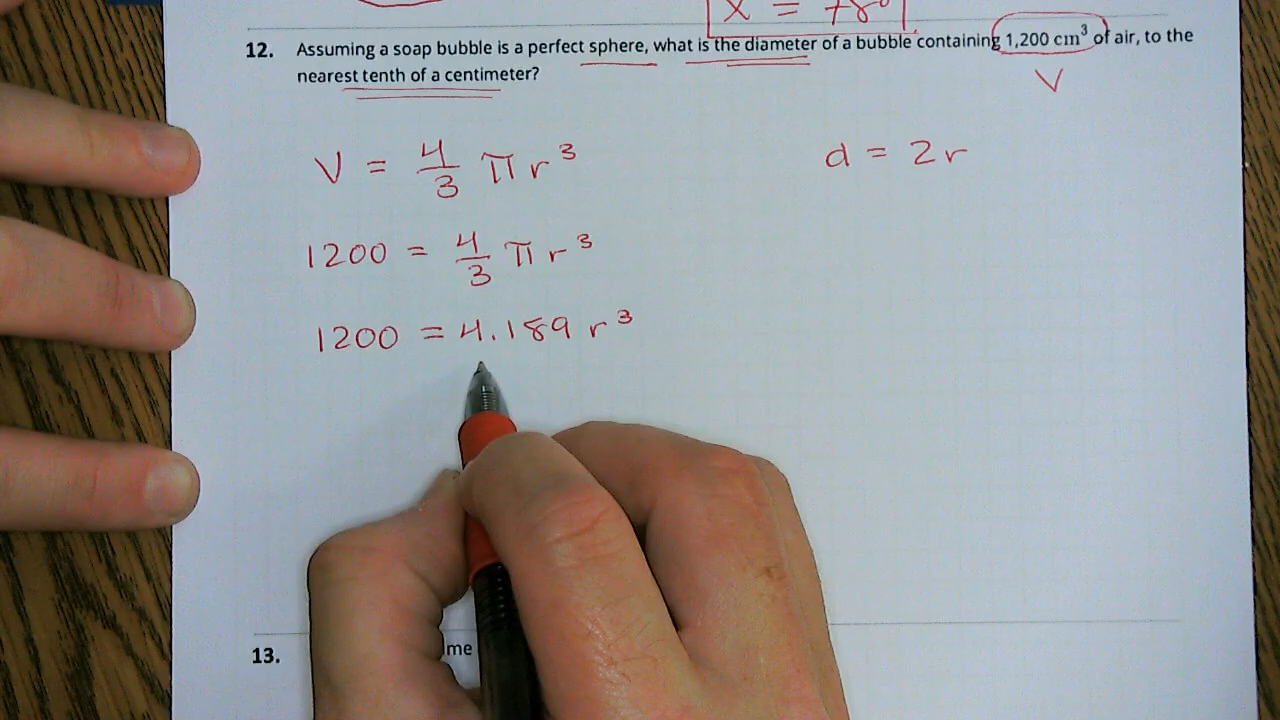 x = 78°
12. Assuming a soap bubble is a perfect sphere, what is the diameter of a bubble containing 1,200 cm³ of air, to the
nearest tenth of a centimeter?
V
V = 4/3 π r³
d = 2r
1200 = 4/3 π r³
1200 = 4.189 r³
13. me